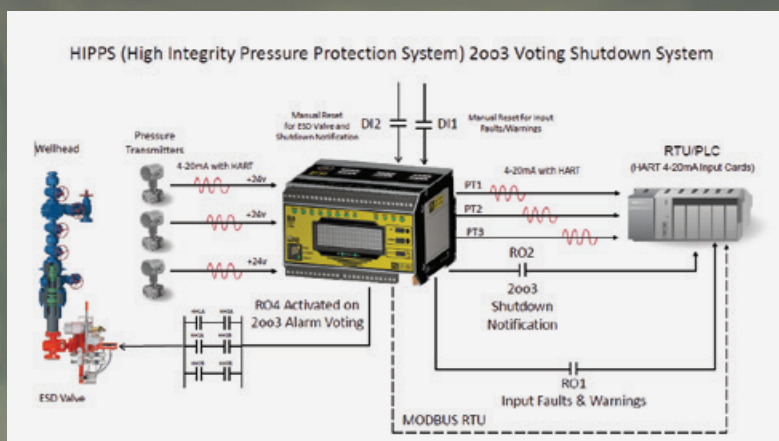 HIPPS (High Integrity Pressure Protection System) 2oo3 Voting Shutdown System
Manual Reset
for ESD Valve and
Shutdown Notification
DI2
DI1
Manual Reset for Input
Faults/Warnings
Wellhead
Pressure
Transmitters
4-20mA with HART
+24v
+24v
+24v
4-20mA with HART
PT1
PT2
PT3
RTU/PLC
(HART 4-20mA Input Cards)
RO2
2oo3
Shutdown
Notification
RO4 Activated on
2oo3 Alarm Voting
RO1
Input Faults & Warnings
ESD Valve
MODBUS RTU